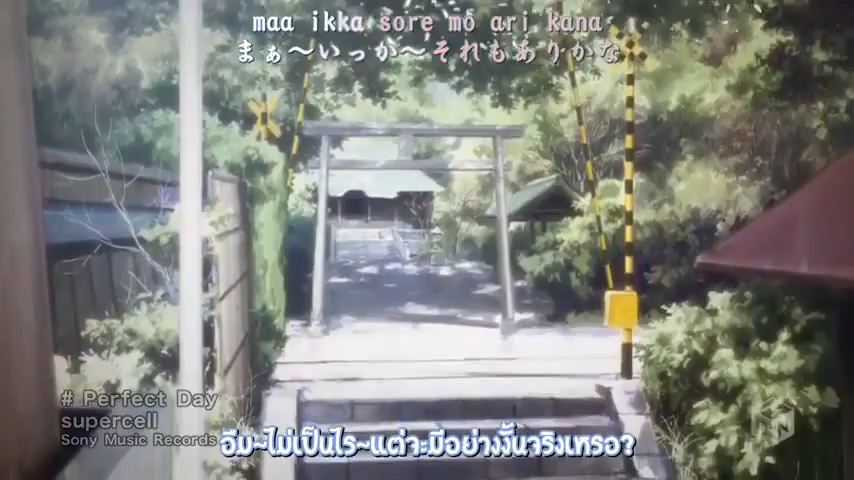 maa ikka sore mo ari kana
まぁ～いっか～それもありかな
# Perfect Day
supercell
Sony Music Records
อืม~ไม่เป็นไร~แต่จะมีอย่างงั้นจริงเหรอ?